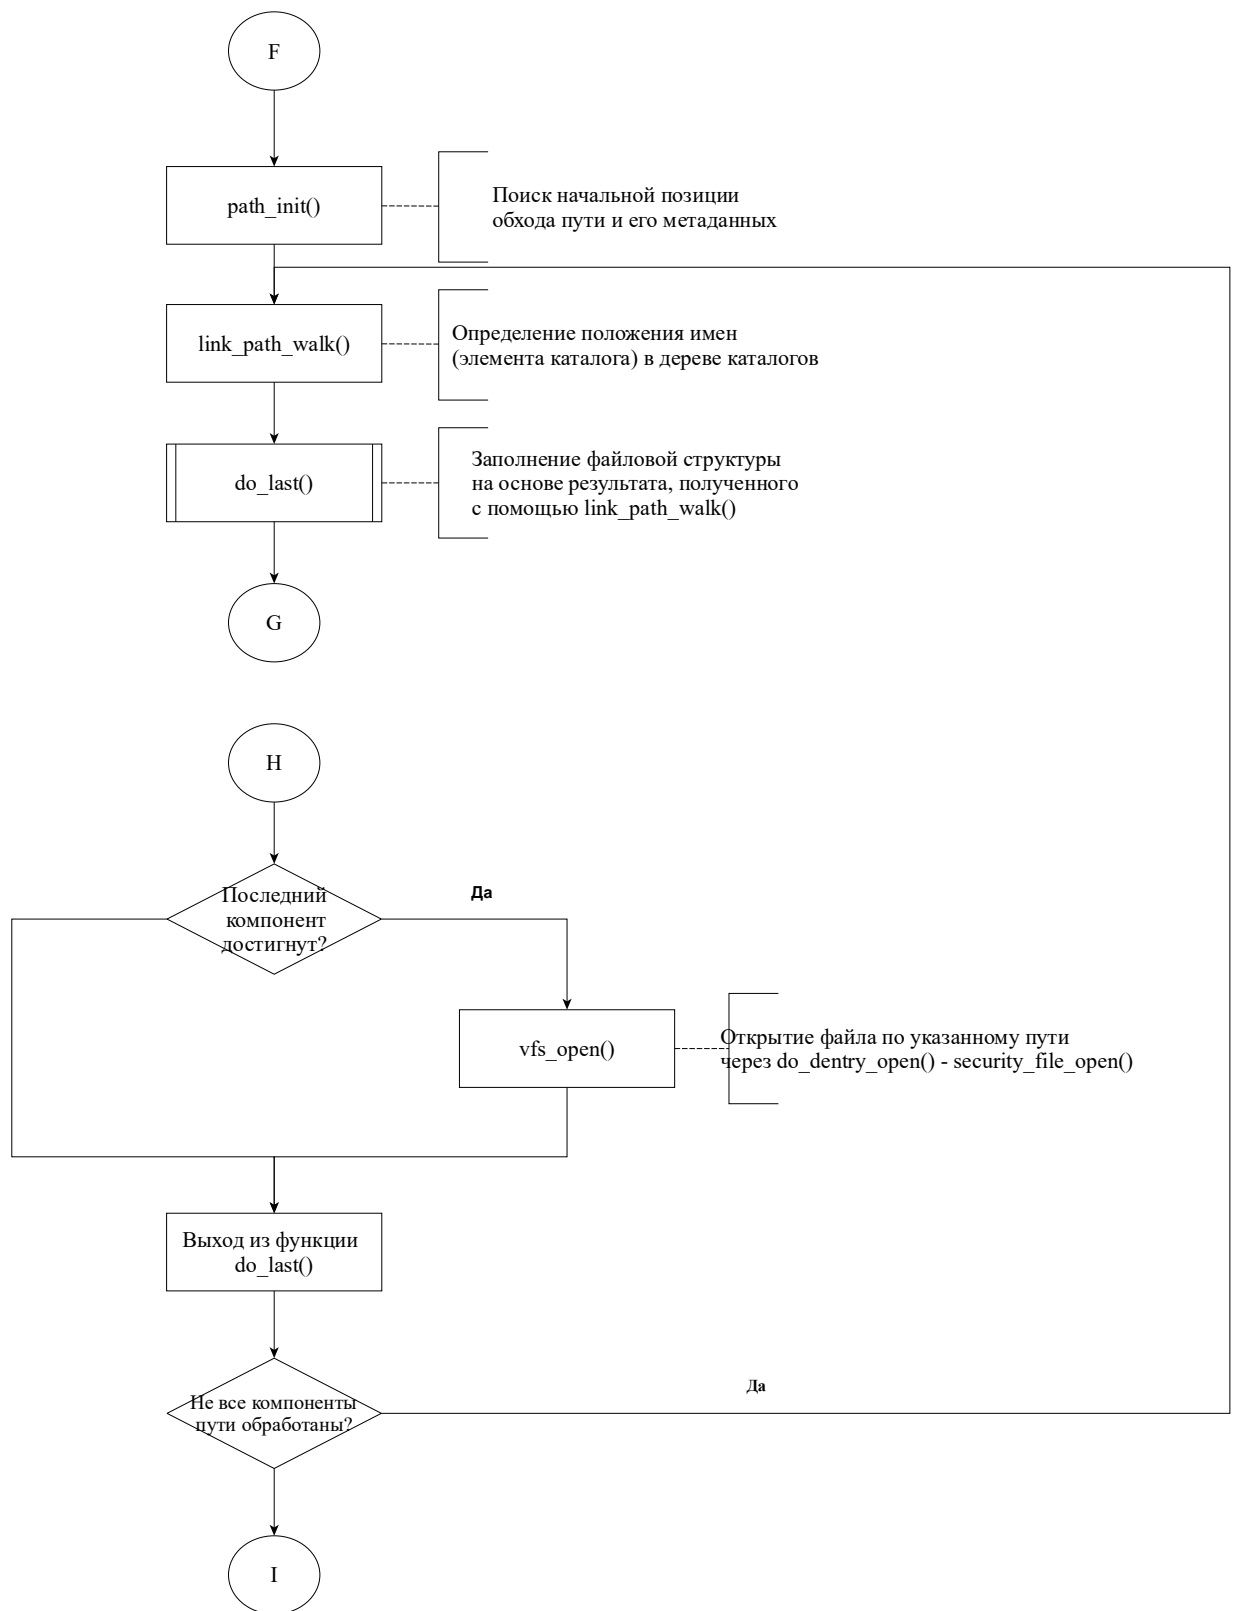 F
path_init()
Поиск начальной позиции
обхода пути и его метаданных
link_path_walk()
Определение положения имен
(элемента каталога) в дереве каталогов
do_last()
Заполнение файловой структуры
на основе результата, полученного
с помощью link_path_walk()
G
H
Последний
компонент
достигнут?
Да
vfs_open()
Открытие файла по указанному пути
через do_dentry_open() - security_file_open()
Выход из функции
do_last()
Не все компоненты
пути обработаны?
Да
I